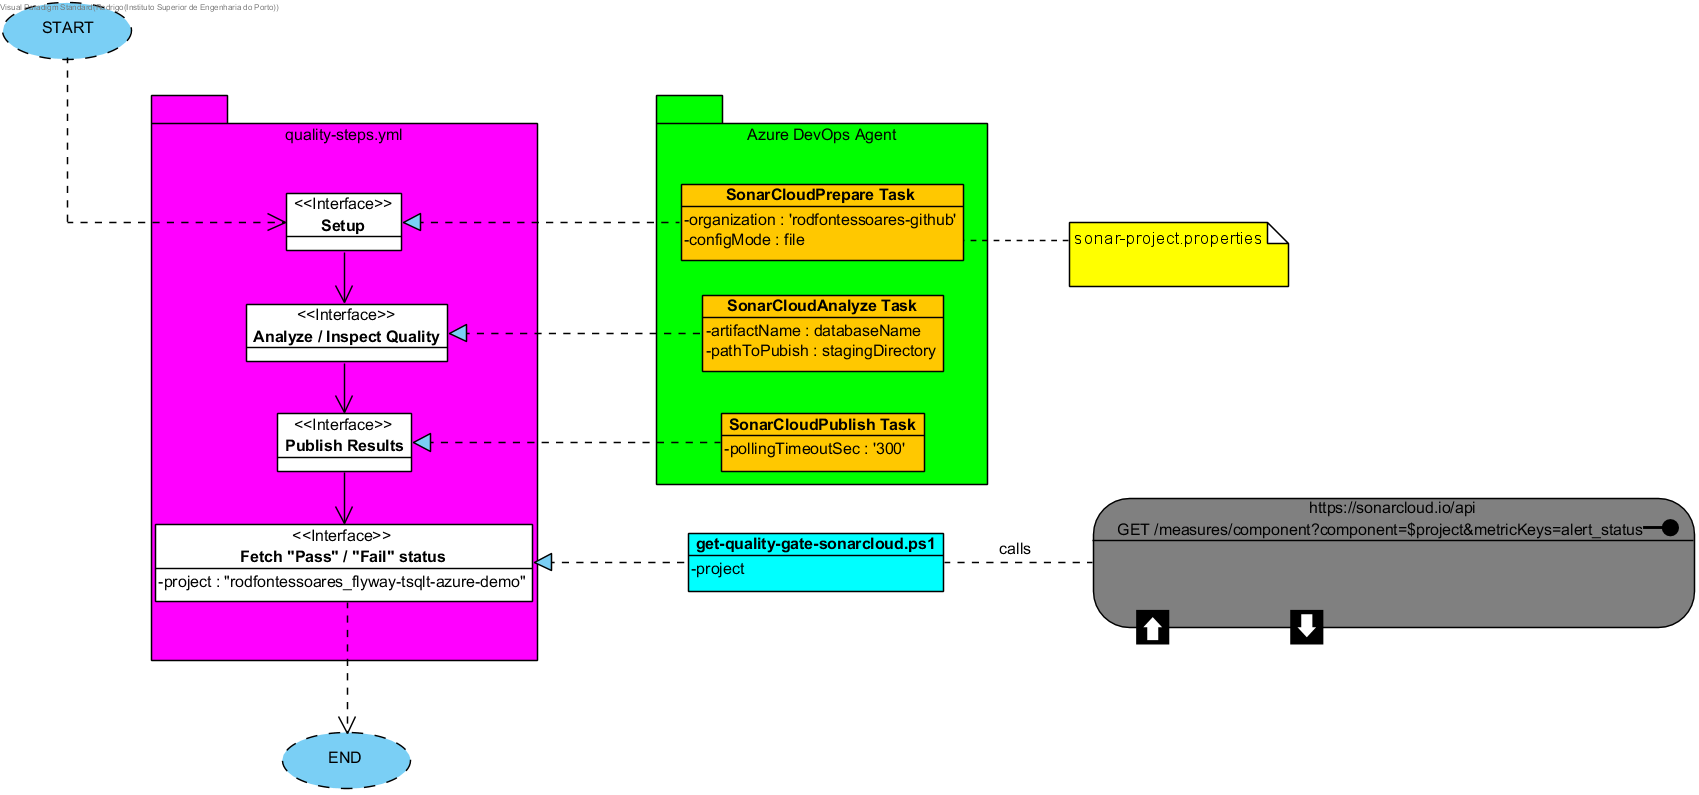 Visual Paradigm Standard(Rodrigo(Instituto Superior de Engenharia do Porto))
START
quality-steps.yml
Azure DevOps Agent
<<Interface>>
Setup
SonarCloudPrepare Task
-organization : 'rodfontessoares-github'
-configMode : file
sonar-project.properties
<<Interface>>
Analyze / Inspect Quality
SonarCloudAnalyze Task
-artifactName : databaseName
-pathToPubish : stagingDirectory
<<Interface>>
Publish Results
SonarCloudPublish Task
-pollingTimeoutSec : '300'
<<Interface>>
Fetch "Pass" / "Fail" status
-project : "rodfontessoares_flyway-tsqlt-azure-demo"
get-quality-gate-sonarcloud.ps1
-project
calls
https://sonarcloud.io/api
GET /measures/component?component=$project&metricKeys=alert_status
END